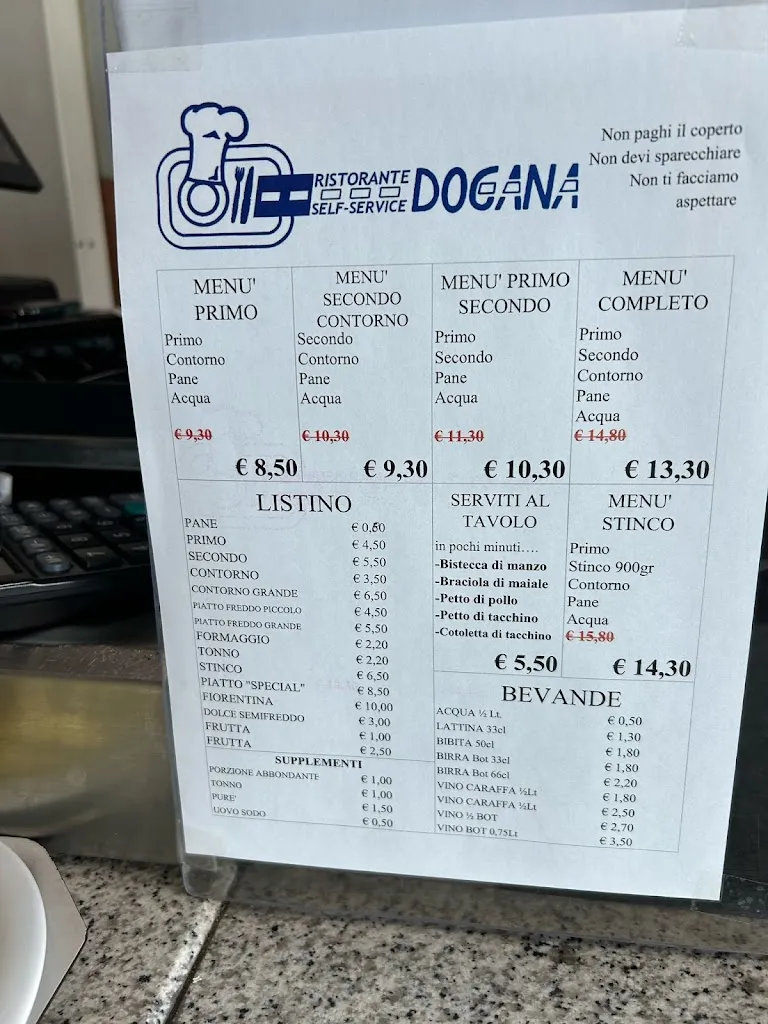 RISTORANTE
SELF-SERVICE
DOGANA
Non paghi il coperto
Non devi sparecchiare
Non ti facciamo
aspettare
MENU'
PRIMO
Primo
Contorno
Pane
Acqua
€ 9,30
€ 8,50
MENU'
SECONDO
CONTORNO
Secondo
Contorno
Pane
Acqua
€ 10,30
€ 9,30
MENU' PRIMO
SECONDO
Primo
Secondo
Pane
Acqua
€ 11,30
€ 10,30
MENU'
COMPLETO
Primo
Secondo
Contorno
Pane
Acqua
€ 14,80
€ 13,30
LISTINO
PANE € 0,50
PRIMO € 4,50
SECONDO € 5,50
CONTORNO € 3,50
CONTORNO GRANDE € 6,50
PIATTO FREDDO PICCOLO € 4,50
PIATTO FREDDO GRANDE € 5,50
FORMAGGIO € 2,20
TONNO € 2,20
STINCO € 6,50
PIATTO "SPECIAL" € 8,50
FIORENTINA € 10,00
DOLCE SEMIFREDDO € 3,00
FRUTTA € 1,00
FRUTTA € 2,50
SUPPLEMENTI
PORZIONE ABBONDANTE € 1,00
TONNO € 1,00
PURE' € 1,50
UOVO SODO € 0,50
SERVITI AL
TAVOLO
in pochi minuti….
-Bistecca di manzo
-Braciola di maiale
-Petto di pollo
-Petto di tacchino
-Cotoletta di tacchino
€ 5,50
MENU'
STINCO
Primo
Stinco 900gr
Contorno
Pane
Acqua
€ 15,80
€ 14,30
BEVANDE
ACQUA ½ Lt. € 0,50
LATTINA 33cl € 1,30
BIBITA 50cl € 1,80
BIRRA Bot 33cl € 1,80
BIRRA Bot 66cl € 2,20
VINO CARAFFA ¼Lt € 1,80
VINO CARAFFA ½Lt € 2,50
VINO ½ BOT € 2,70
VINO BOT 0,75Lt € 3,50